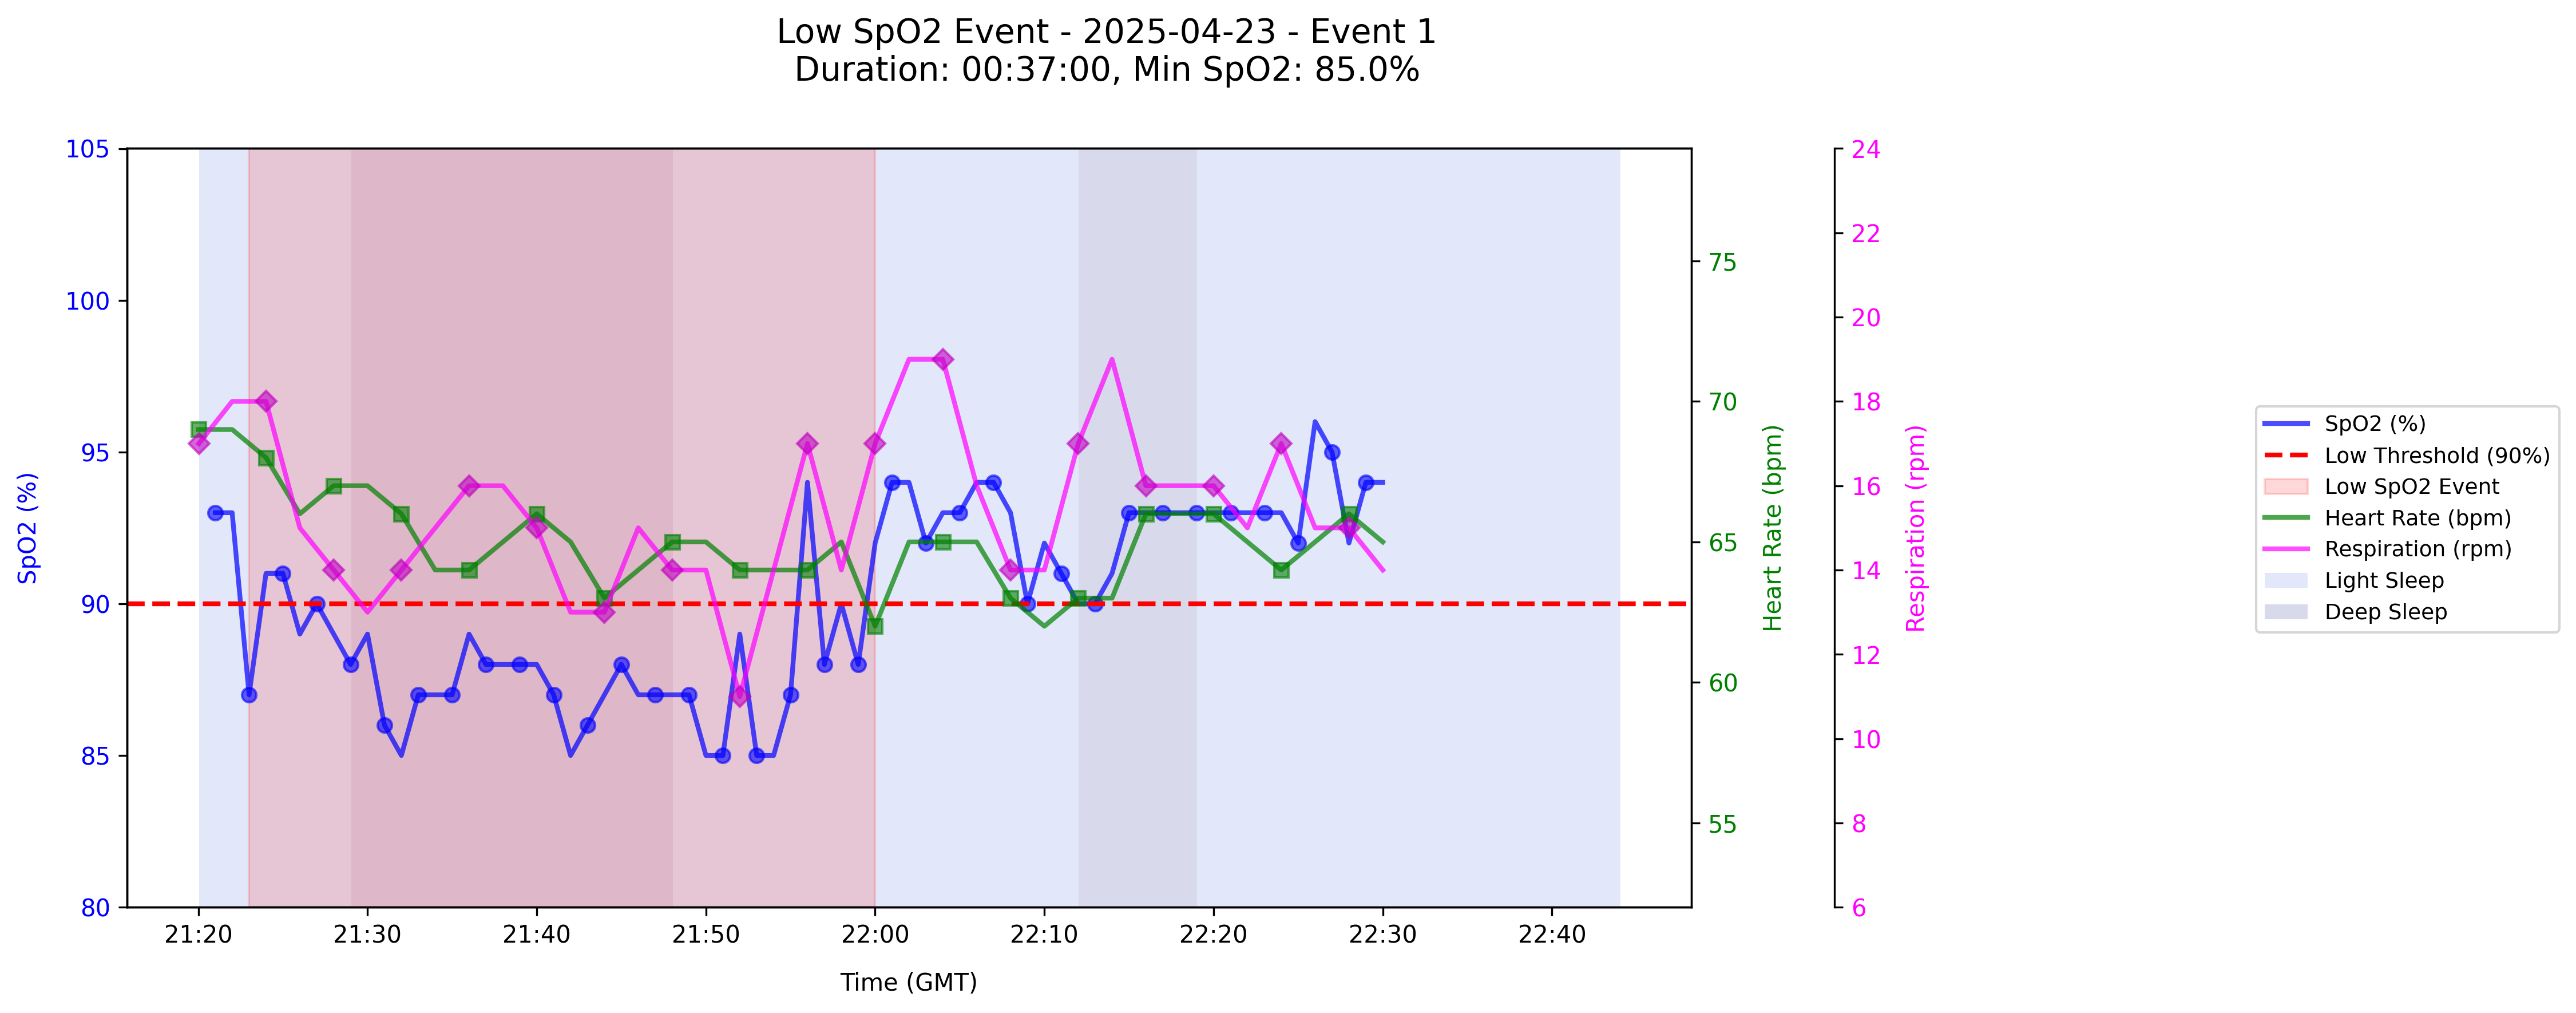 Low SpO2 Event - 2025-04-23 - Event 1
Duration: 00:37:00, Min SpO2: 85.0%
105
100
95
90
85
80
SpO2 (%)
21:20
21:30
21:40
21:50
22:00
22:10
22:20
22:30
22:40
Time (GMT)
75
70
65
60
55
Heart Rate (bpm)
24
22
20
18
16
14
12
10
8
6
Respiration (rpm)
SpO2 (%)
Low Threshold (90%)
Low SpO2 Event
Heart Rate (bpm)
Respiration (rpm)
Light Sleep
Deep Sleep